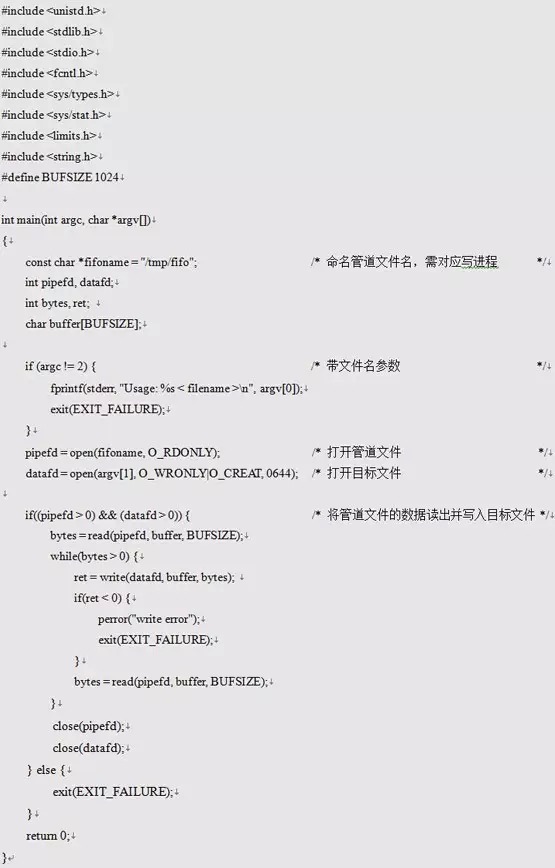 #include <unistd.h>
#include <stdlib.h>
#include <stdio.h>
#include <fcntl.h>
#include <sys/types.h>
#include <sys/stat.h>
#include <limits.h>
#include <string.h>
#define BUFSIZE 1024

int main(int argc, char *argv[])
{
    const char *fifoname = "/tmp/fifo"; /* 命名管道文件名，需对应写进程 */
    int pipefd, datafd;
    int bytes, ret;
    char buffer[BUFSIZE];

    if (argc != 2) { /* 带文件名参数 */
        fprintf(stderr, "Usage: %s < filename >\n", argv[0]);
        exit(EXIT_FAILURE);
    }
    pipefd = open(fifoname, O_RDONLY); /* 打开管道文件 */
    datafd = open(argv[1], O_WRONLY|O_CREAT, 0644); /* 打开目标文件 */

    if((pipefd > 0) && (datafd > 0)) { /* 将管道文件的数据读出并写入目标文件 */
        bytes = read(pipefd, buffer, BUFSIZE);
        while(bytes > 0) {
            ret = write(datafd, buffer, bytes);
            if(ret < 0) {
                perror("write error");
                exit(EXIT_FAILURE);
            }
            bytes = read(pipefd, buffer, BUFSIZE);
        }
        close(pipefd);
        close(datafd);
    } else {
        exit(EXIT_FAILURE);
    }
    return 0;
}